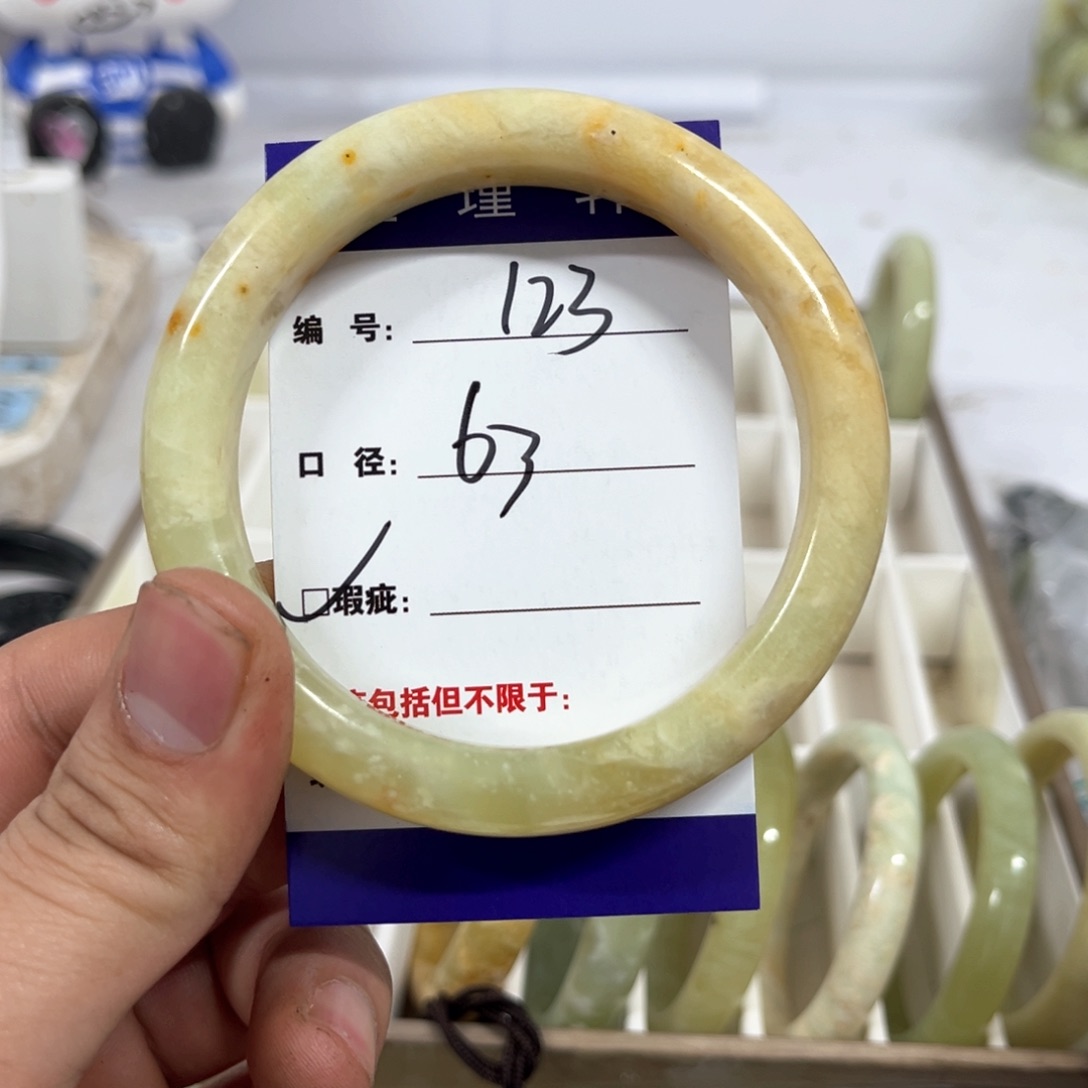 理
编 号: 123
口 径: 63
□瑕疵:
包括但不限于: